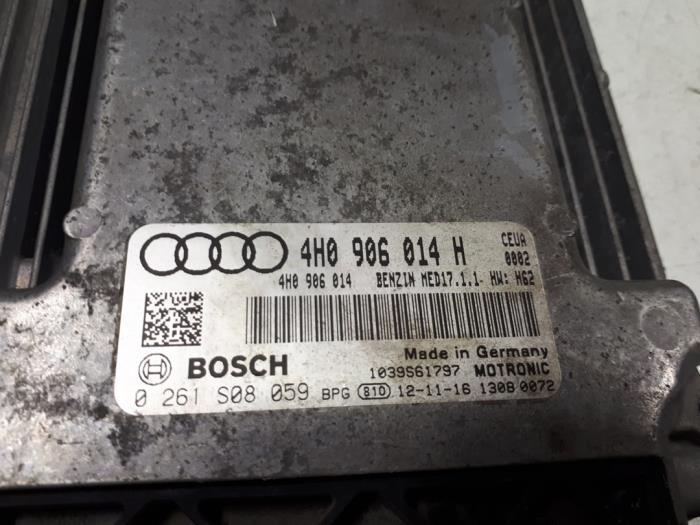 4H0 906 014 H CEUA
0002
4H0 906 014 BENZIN MED17.1.1- HW: H62
Made in Germany
BOSCH 1039S61797 MOTRONIC
0 261 S08 059 BPG 810 12-11-16 1308 0072